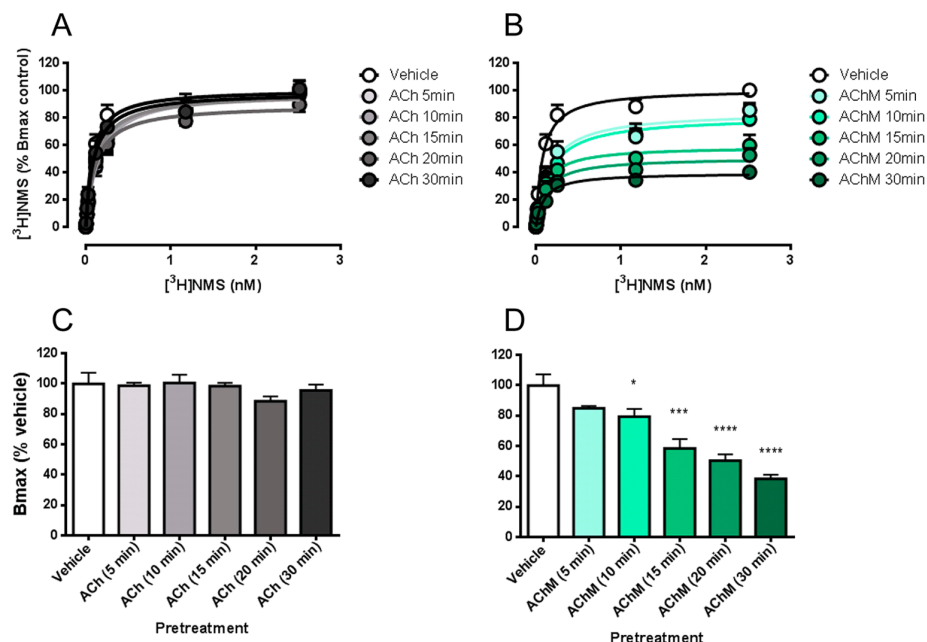 A
[³H]NMS (% Bmax control)
120
100
80
60
40
20
0
0
1
2
3
[³H]NMS (nM)
Vehicle
ACh 5min
ACh 10min
ACh 15min
ACh 20min
ACh 30min
B
120
100
80
60
40
20
0
0
1
2
3
[³H]NMS (nM)
Vehicle
AChM 5min
AChM 10min
AChM 15min
AChM 20min
AChM 30min
C
Bmax (% vehicle)
120
100
80
60
40
20
0
Vehicle
ACh (5 min)
ACh (10 min)
ACh (15 min)
ACh (20 min)
ACh (30 min)
Pretreatment
D
120
100
80
60
40
20
0
*
***
****
****
Vehicle
AChM (5 min)
AChM (10 min)
AChM (15 min)
AChM (20 min)
AChM (30 min)
Pretreatment